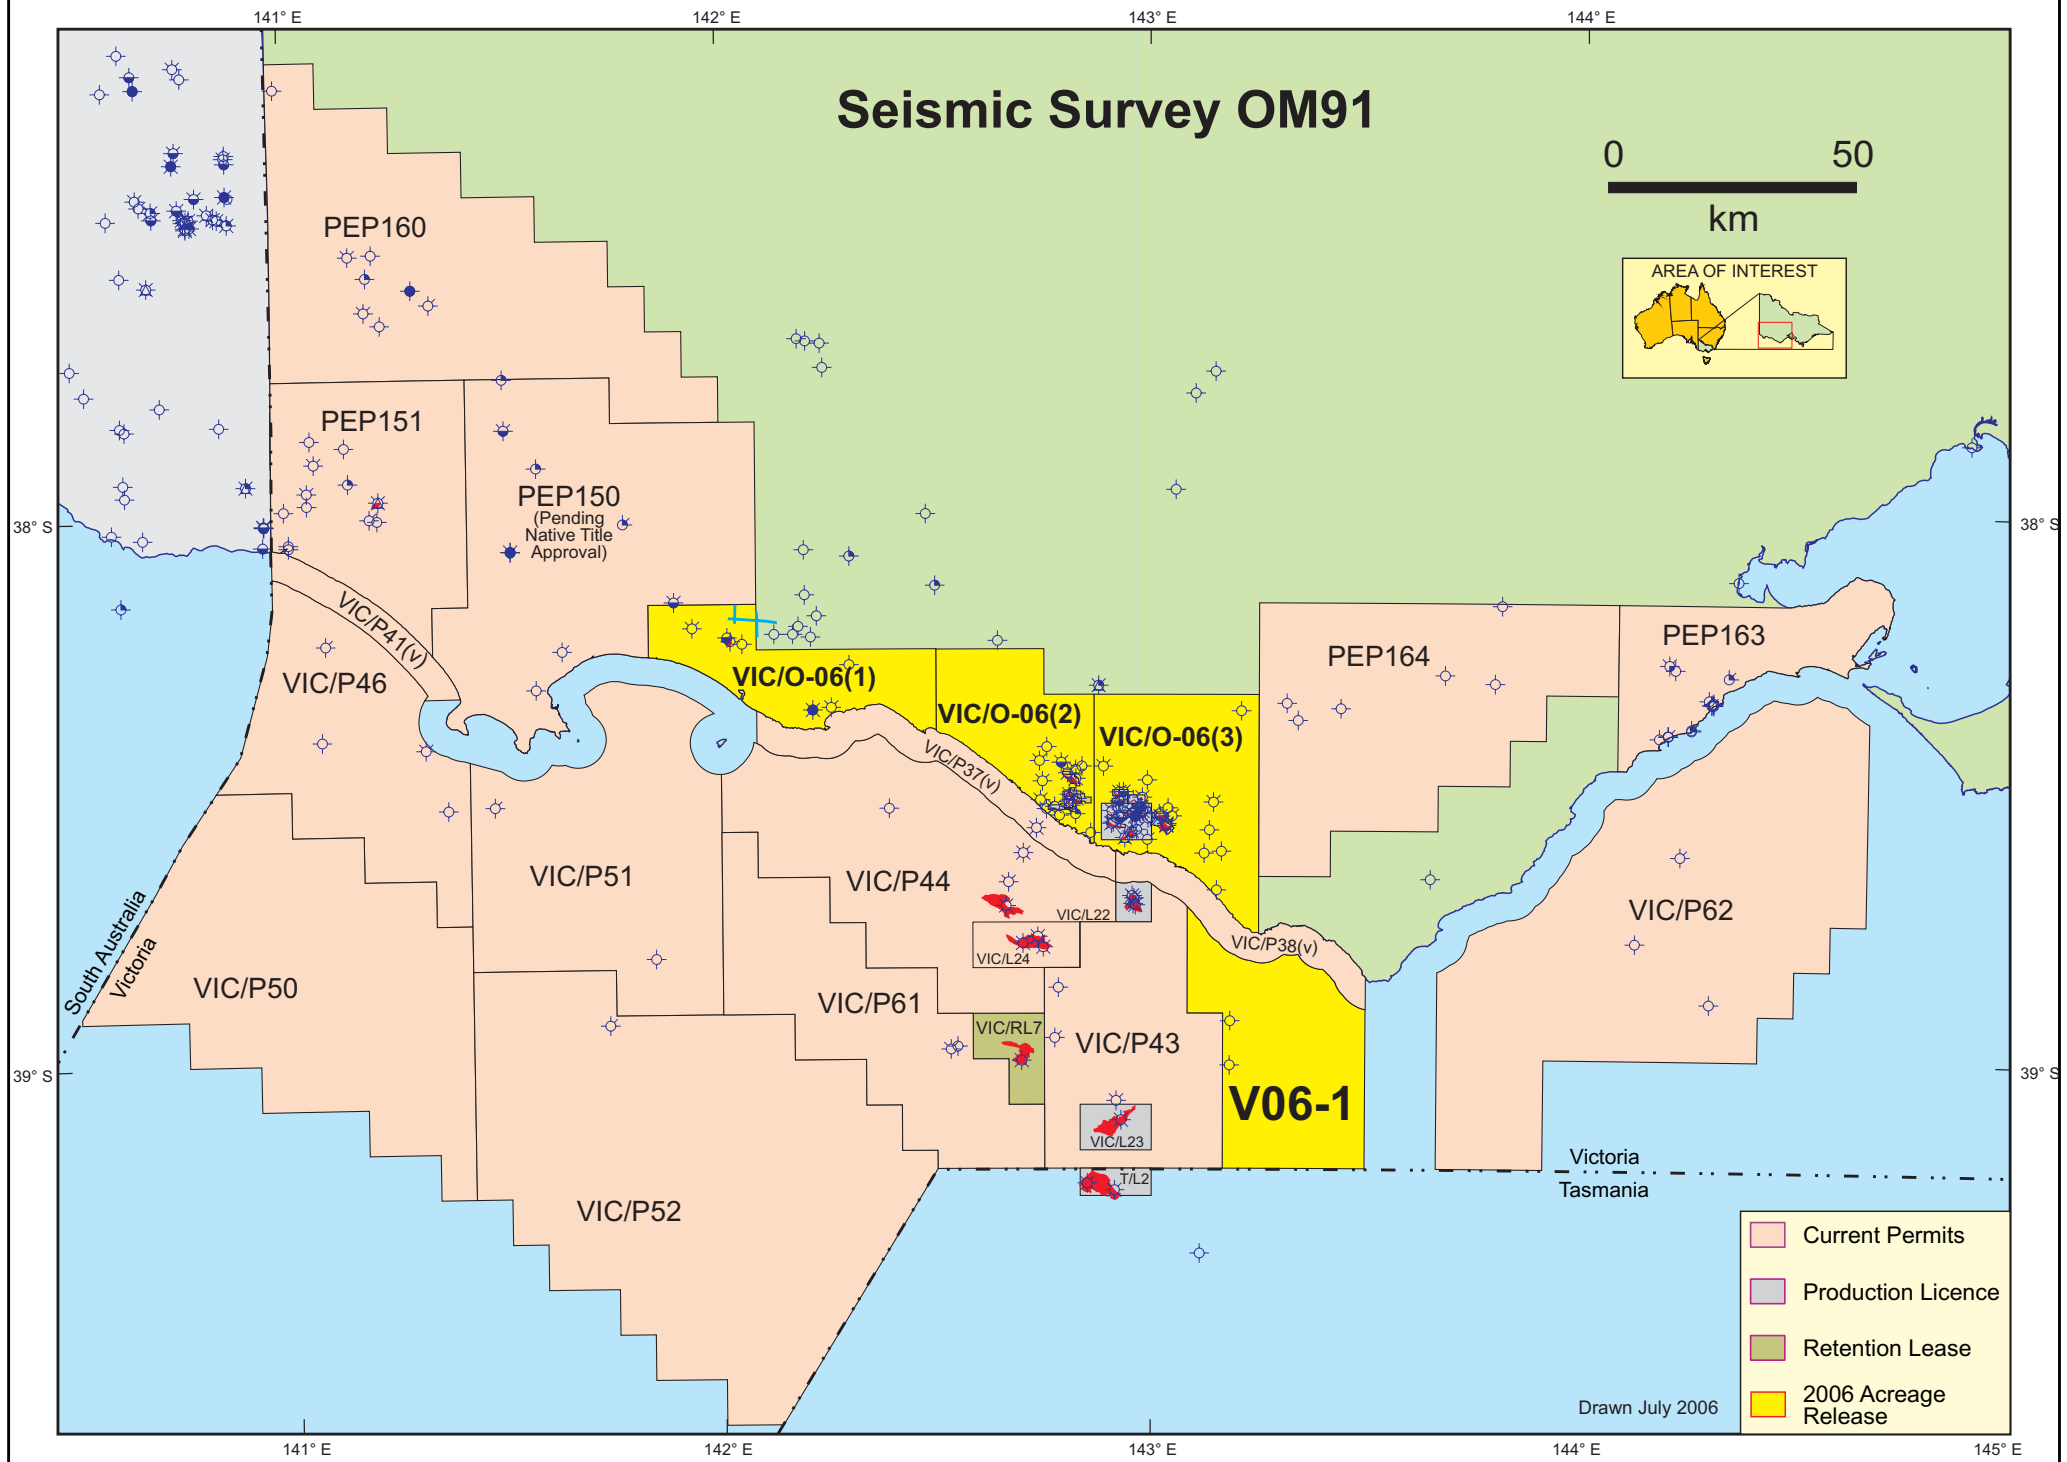 141° E
142° E
143° E
144° E
Seismic Survey OM91
0
50
km
AREA OF INTEREST
PEP160
PEP151
PEP150
(Pending
Native Title
Approval)
38° S
38° S
VIC/P41(v)
VIC/P46
VIC/O-06(1)
VIC/O-06(2)
VIC/O-06(3)
PEP164
PEP163
VIC/P37(v)
VIC/P51
VIC/P44
VIC/L22
VIC/P62
VIC/P38(v)
VIC/L24
South Australia
Victoria
VIC/P50
VIC/P61
VIC/RL7
VIC/P43
39° S
39° S
V06-1
VIC/L23
T/L2
Victoria
Tasmania
VIC/P52
Current Permits
Production Licence
Retention Lease
2006 Acreage
Release
Drawn July 2006
141° E
142° E
143° E
144° E
145° E